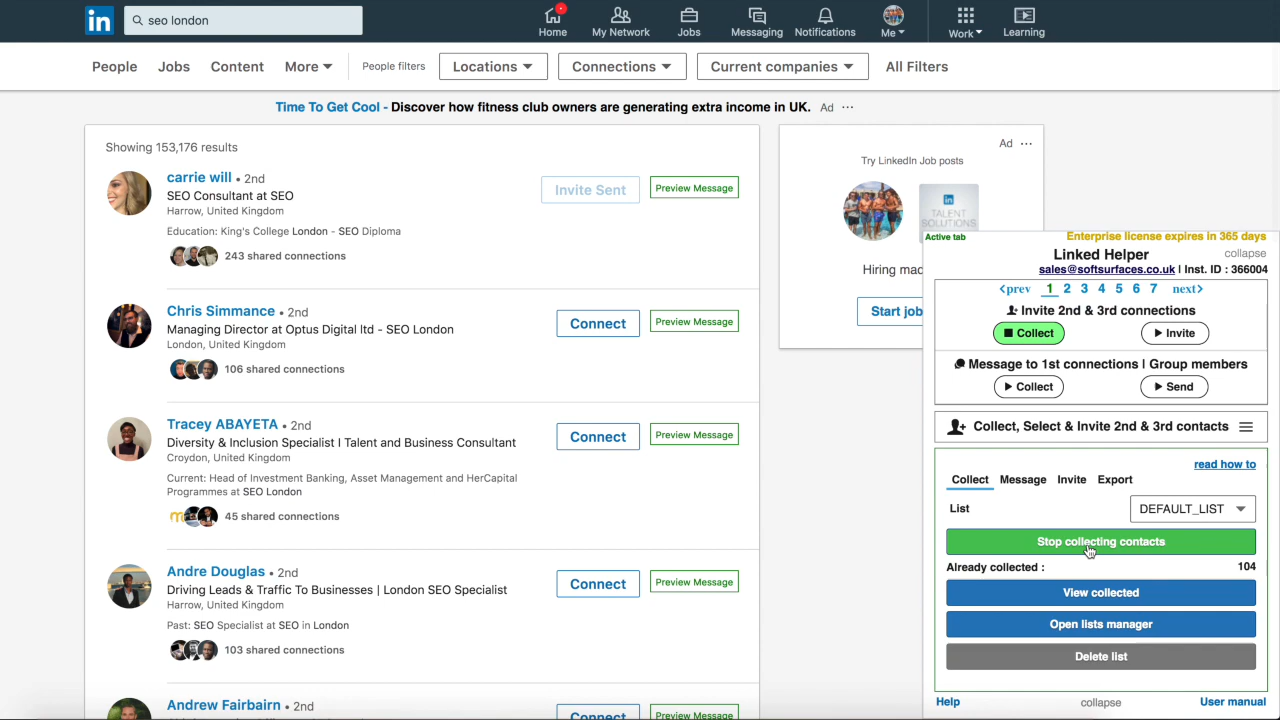 in
seo london
Home
My Network
Jobs
Messaging
Notifications
Me
Work
Learning
People
Jobs
Content
More
People filters
Locations
Connections
Current companies
All Filters
Time To Get Cool - Discover how fitness club owners are generating extra income in UK. Ad ···
Showing 153,176 results
carrie will • 2nd
SEO Consultant at SEO
Harrow, United Kingdom
Education: King's College London - SEO Diploma
243 shared connections
Invite Sent
Preview Message
Chris Simmance • 2nd
Managing Director at Optus Digital ltd - SEO London
London, United Kingdom
106 shared connections
Connect
Preview Message
Tracey ABAYETA • 2nd
Diversity & Inclusion Specialist I Talent and Business Consultant
Croydon, United Kingdom
Current: Head of Investment Banking, Asset Management and HerCapital
Programmes at SEO London
45 shared connections
Connect
Preview Message
Andre Douglas • 2nd
Driving Leads & Traffic To Businesses | London SEO Specialist
Harrow, United Kingdom
Past: SEO Specialist at SEO in London
103 shared connections
Connect
Preview Message
Andrew Fairbairn • 2nd
Connect
Preview Message
Ad ···
Try LinkedIn Job posts
in
TALENT
SOLUTIONS
Hiring mad
Start job
Active tab
Enterprise license expires in 365 days
Linked Helper
collapse
sales@softsurfaces.co.uk | Inst. ID : 366004
<prev 1 2 3 4 5 6 7 next>
Invite 2nd & 3rd connections
Collect
Invite
Message to 1st connections | Group members
Collect
Send
Collect, Select & Invite 2nd & 3rd contacts
read how to
Collect Message Invite Export
List
DEFAULT_LIST
Stop collecting contacts
Already collected : 104
View collected
Open lists manager
Delete list
Help
collapse
User manual